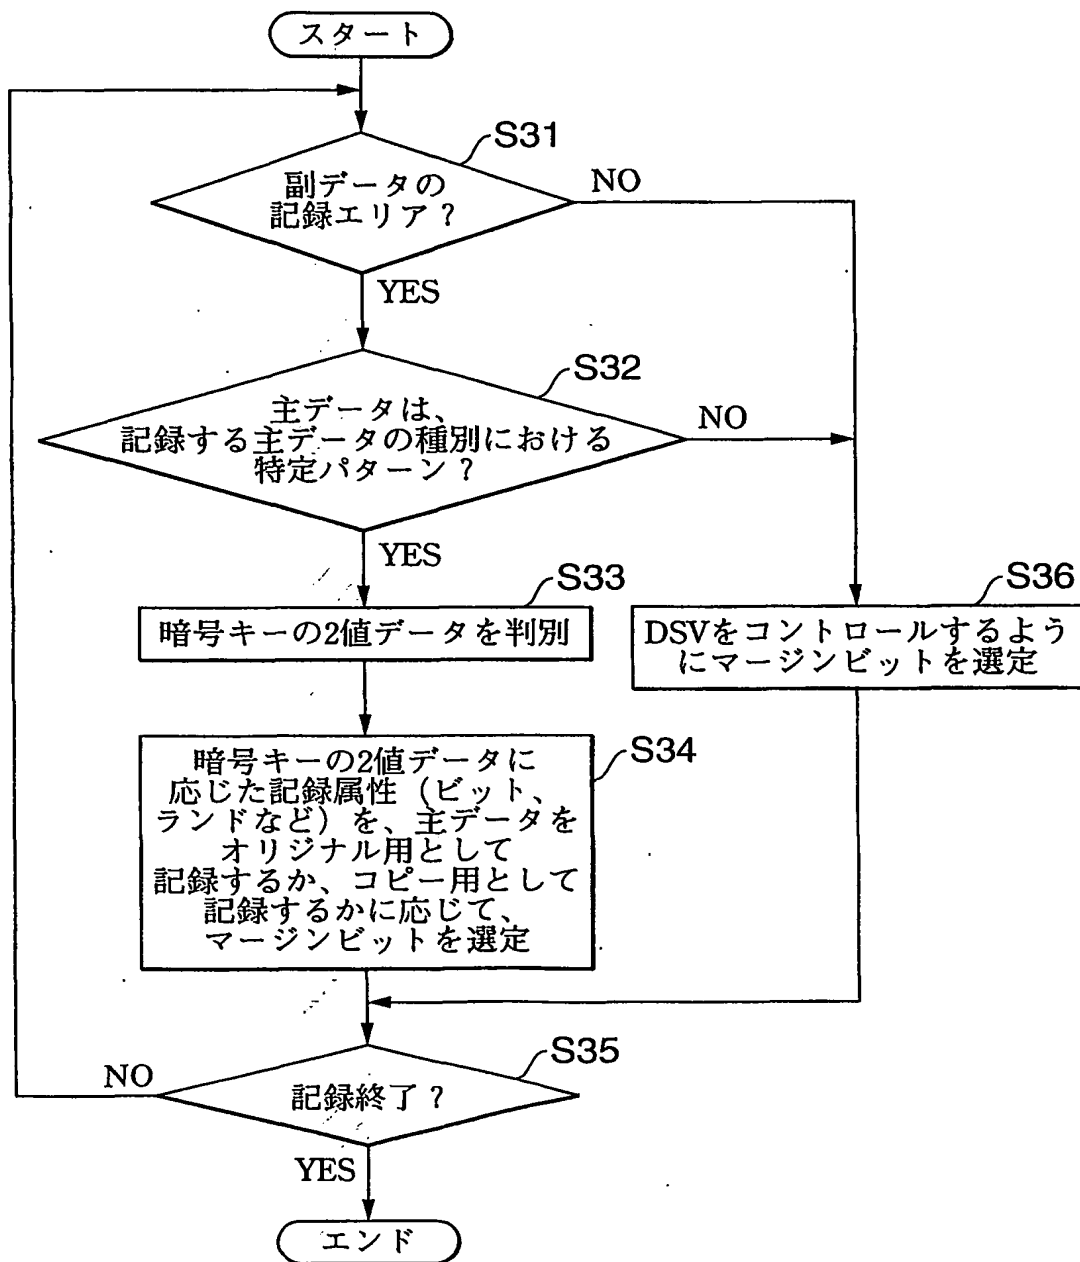 スタート
S31
副データの
記録エリア？
NO
YES
S32
主データは、
記録する主データの種別における
特定パターン？
NO
YES
S33
暗号キーの2値データを判別
S36
DSVをコントロールするよう
にマージンビットを選定
S34
暗号キーの2値データに
応じた記録属性（ピット、
ランドなど）を、主データを
オリジナル用として
記録するか、コピー用として
記録するかに応じて、
マージンビットを選定
S35
NO
記録終了？
YES
エンド